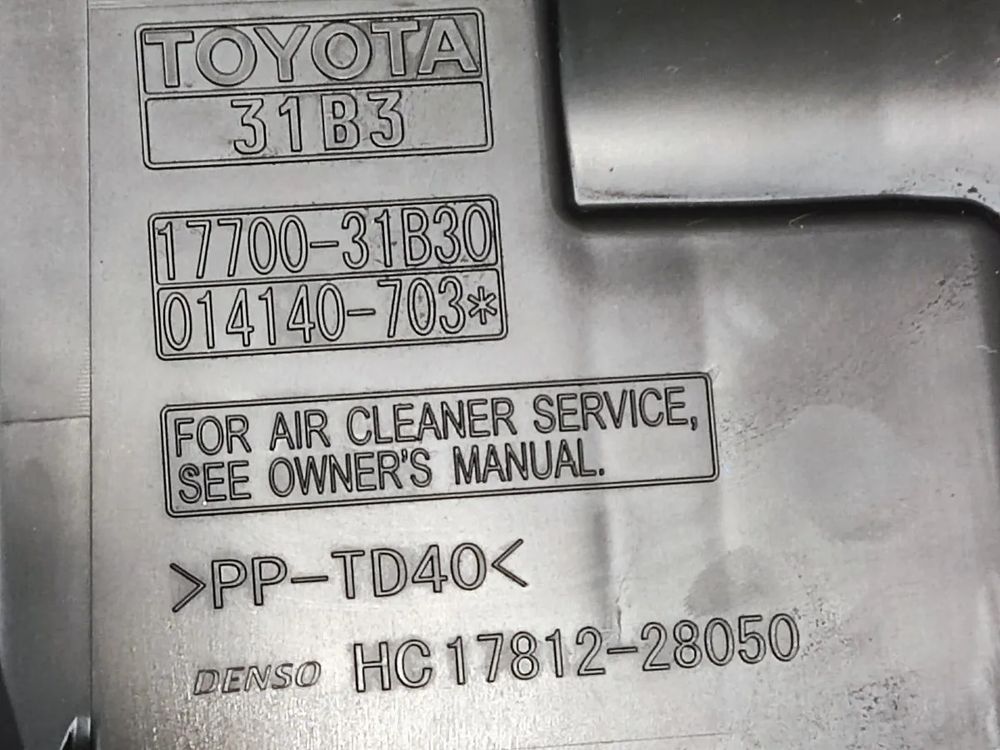 TOYOTA
31B3
17700-31B30
014140-703*
FOR AIR CLEANER SERVICE,
SEE OWNER'S MANUAL.
>PP-TD40<
DENSO HC17812-28050